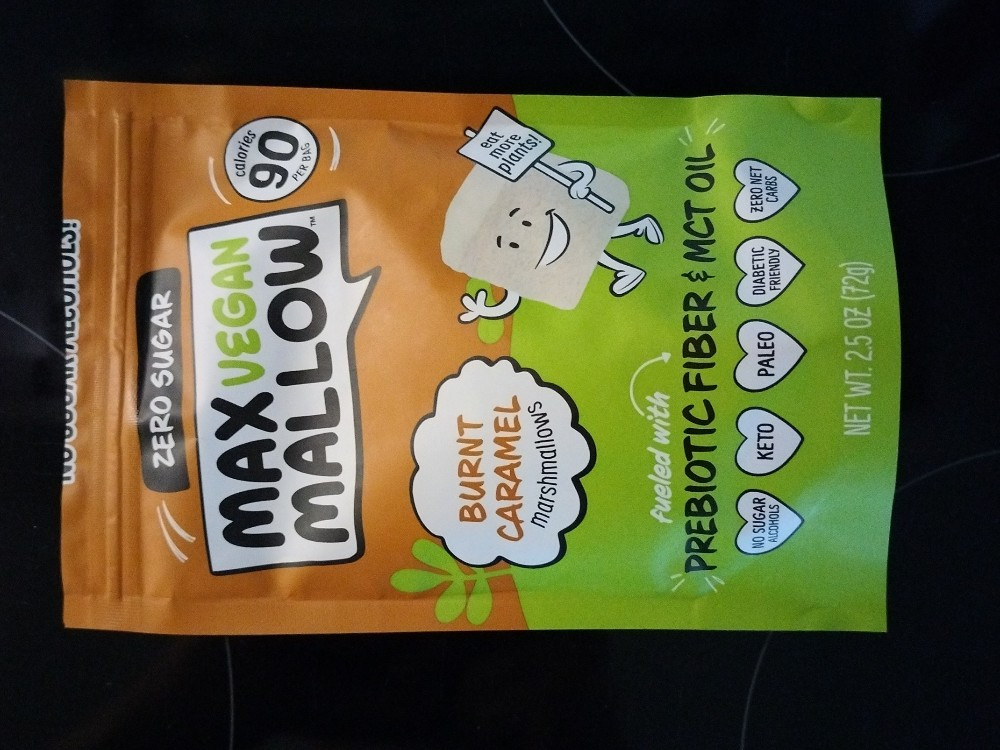 ZERO SUGAR
calories
90
PER BAG
MAX VEGAN
MALLOW™
eat
more
plants!
BURNT
CARAMEL
marshmallows
fueled with
PREBIOTIC FIBER & MCT OIL
NO SUGAR
ALCOHOLS
KETO
PALEO
DIABETIC
FRIENDLY
ZERO NET
CARBS
NET WT. 2.5 OZ (72g)